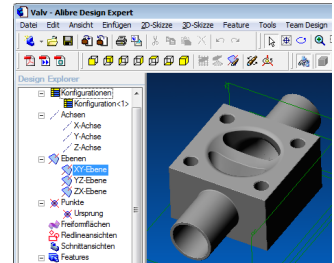 Valv - Alibre Design Expert
Datei Edit Ansicht Einfügen 2D-Skizze 3D-Skizze Feature Tools Team Design
Design Explorer
Konfigurationen
Konfiguration<1>
Achsen
X-Achse
Y-Achse
Z-Achse
Ebenen
XY-Ebene
YZ-Ebene
ZX-Ebene
Punkte
Ursprung
Freiformflächen
Redlineansichten
Schnittansichten
Features